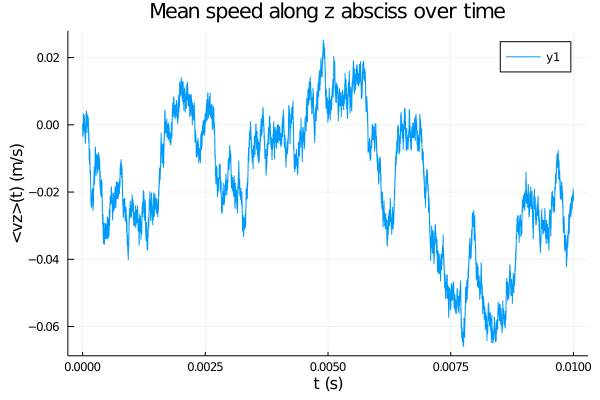 Mean speed along z absciss over time
y1
<vz>(t) (m/s)
0.02
0.00
−0.02
−0.04
−0.06
0.0000
0.0025
0.0050
0.0075
0.0100
t (s)